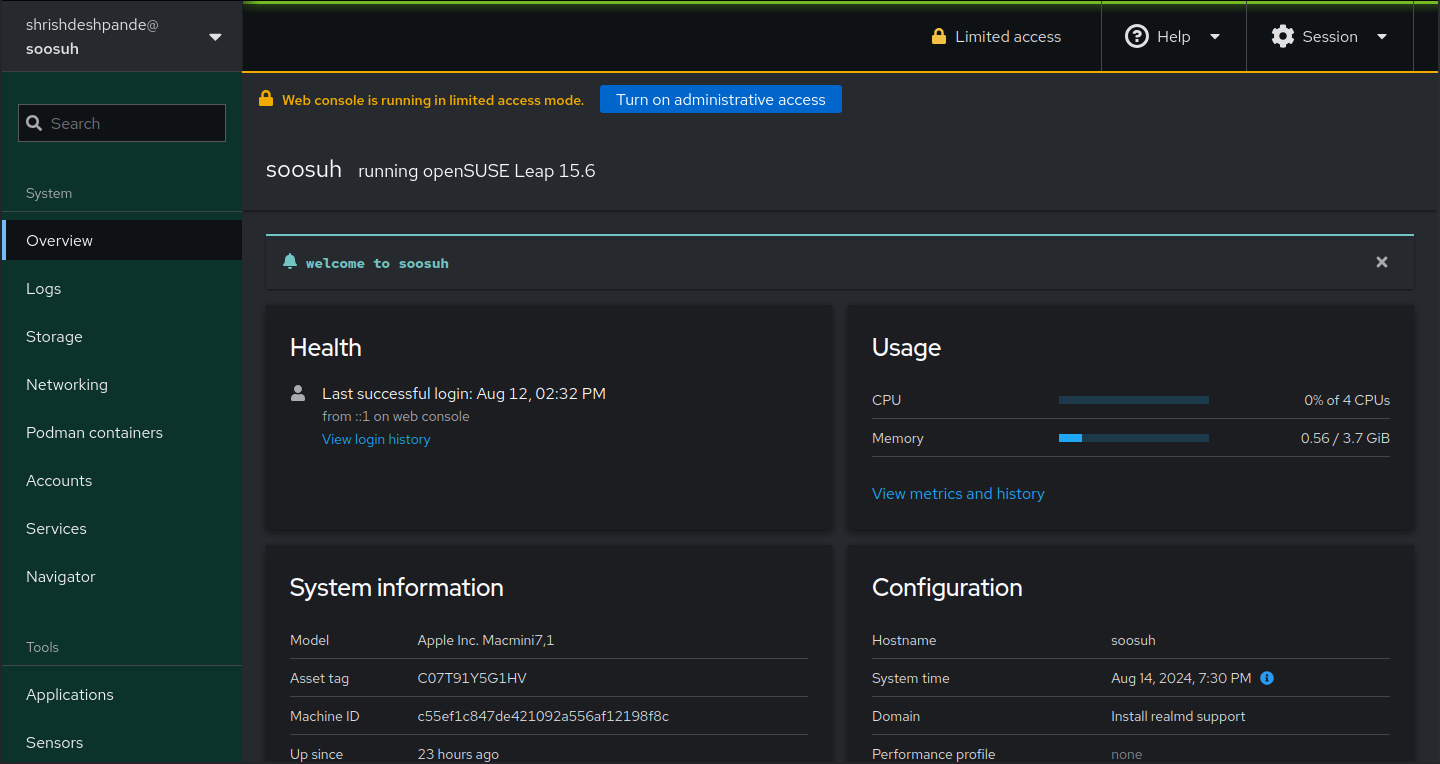 shrishdeshpande@
soosuh
Limited access
Help
Session
Web console is running in limited access mode.
Turn on administrative access
Search
soosuh running openSUSE Leap 15.6
System
Overview
Logs
Storage
Networking
Podman containers
Accounts
Services
Navigator
Tools
Applications
Sensors
welcome to soosuh
Health
Last successful login: Aug 12, 02:32 PM
from ::1 on web console
View login history
Usage
CPU 0% of 4 CPUs
Memory 0.56 / 3.7 GiB
View metrics and history
System information
Model Apple Inc. Macmini7,1
Asset tag C07T91Y5G1HV
Machine ID c55ef1c847de421092a556af12198f8c
Up since 23 hours ago
Configuration
Hostname soosuh
System time Aug 14, 2024, 7:30 PM
Domain Install realmd support
Performance profile none